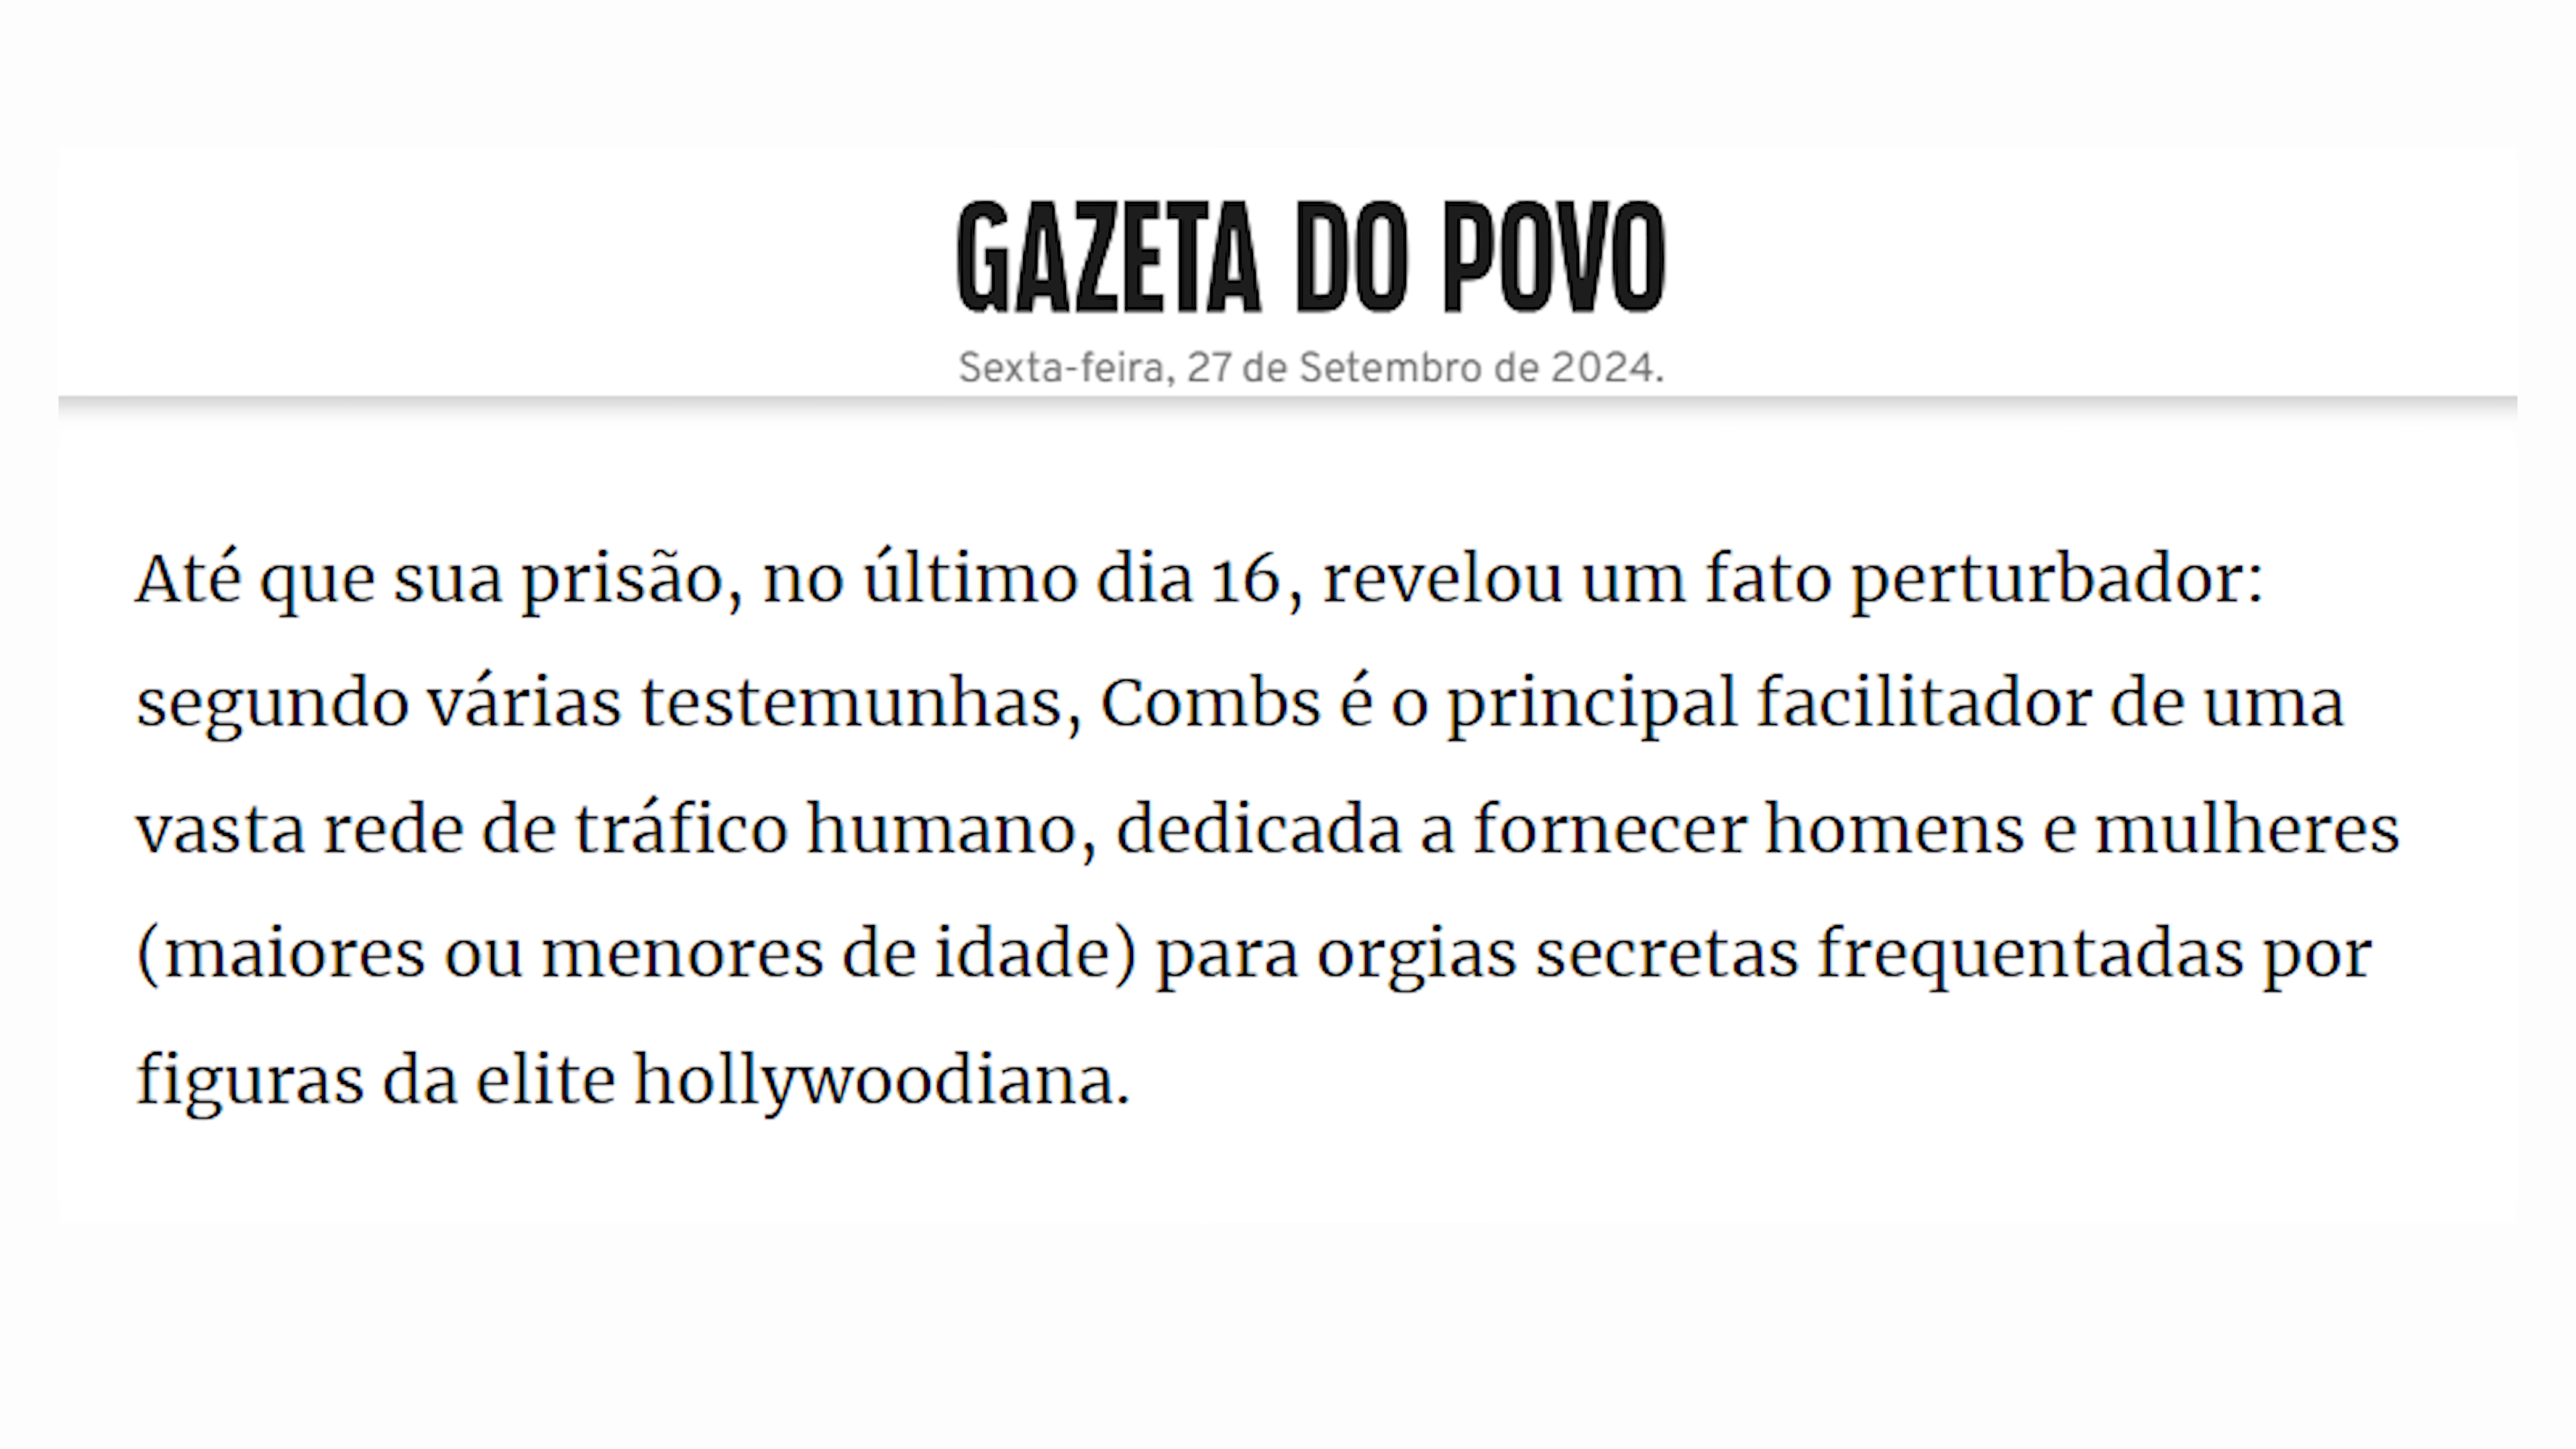 GAZETA DO POVO
Sexta-feira, 27 de Setembro de 2024.
Até que sua prisão, no último dia 16, revelou um fato perturbador:
segundo várias testemunhas, Combs é o principal facilitador de uma
vasta rede de tráfico humano, dedicada a fornecer homens e mulheres
(maiores ou menores de idade) para orgias secretas frequentadas por
figuras da elite hollywoodiana.